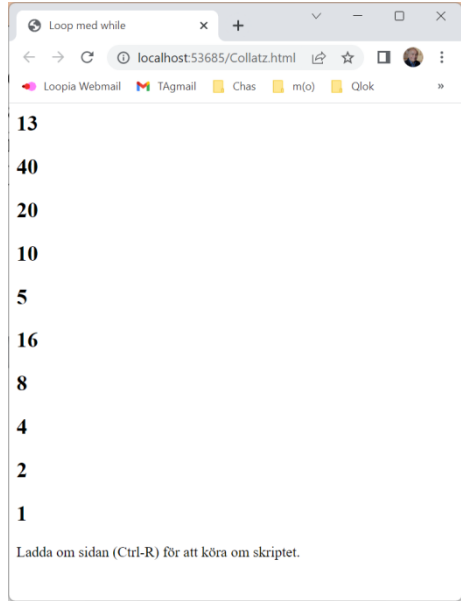 Loop med while
localhost:53685/Collatz.html
Loopia Webmail TAgmail Chas m(o) Qlok »
13
40
20
10
5
16
8
4
2
1
Ladda om sidan (Ctrl-R) för att köra om skriptet.